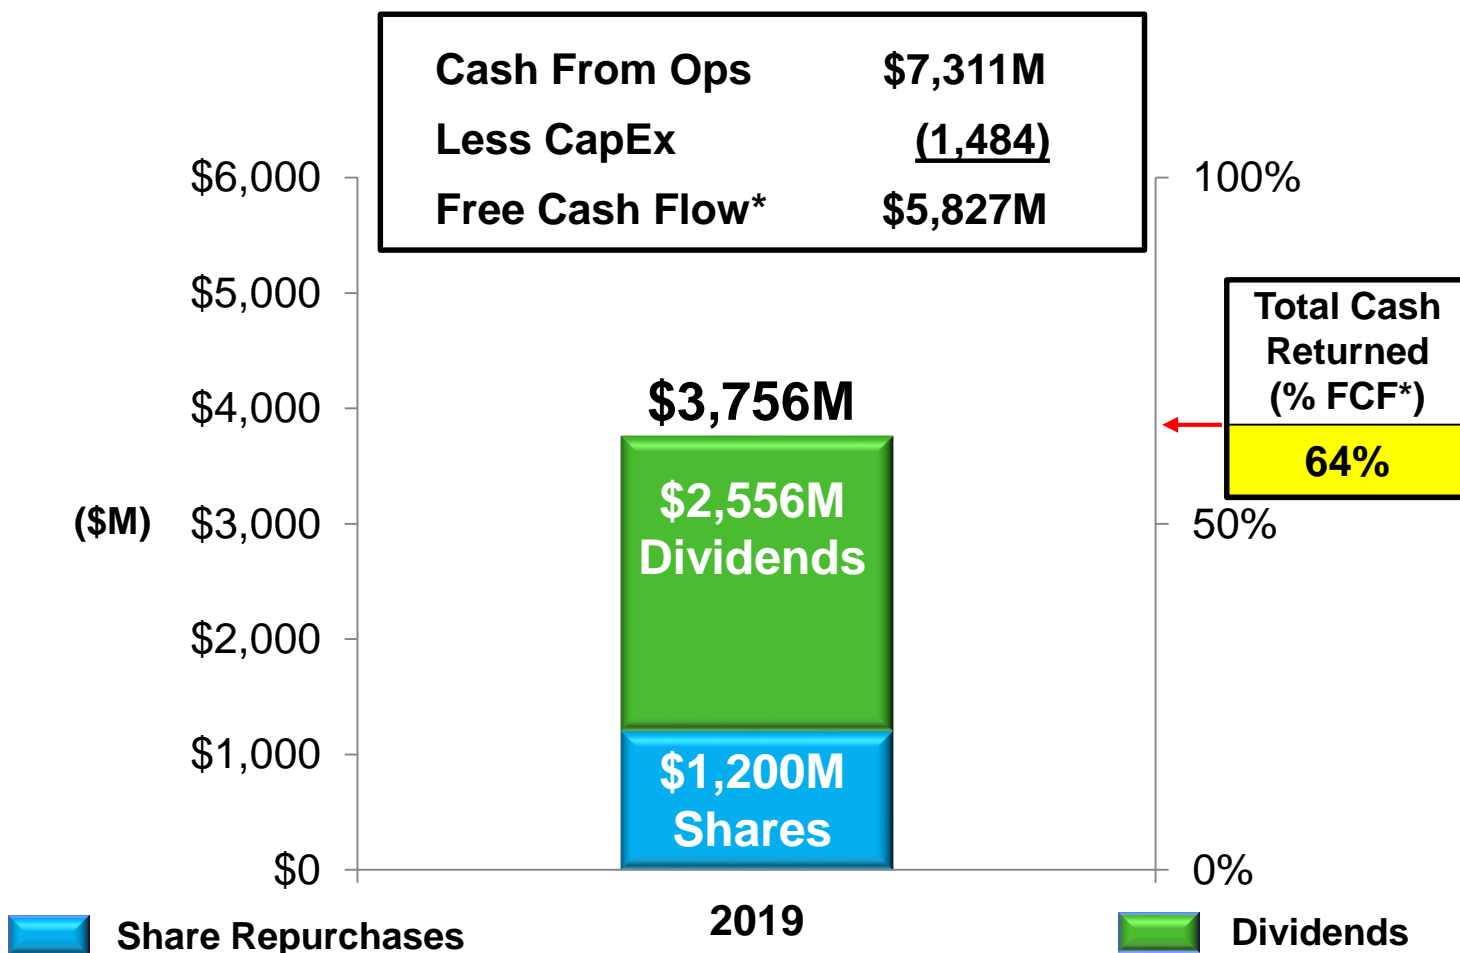 Cash From Ops $7,311M
Less CapEx (1,484)
Free Cash Flow* $5,827M
$6,000
$5,000
$4,000
($M) $3,000
$2,000
$1,000
$0
$3,756M
$2,556M
Dividends
$1,200M
Shares
100%
50%
0%
Total Cash
Returned
(% FCF*)
64%
2019
Share Repurchases
Dividends